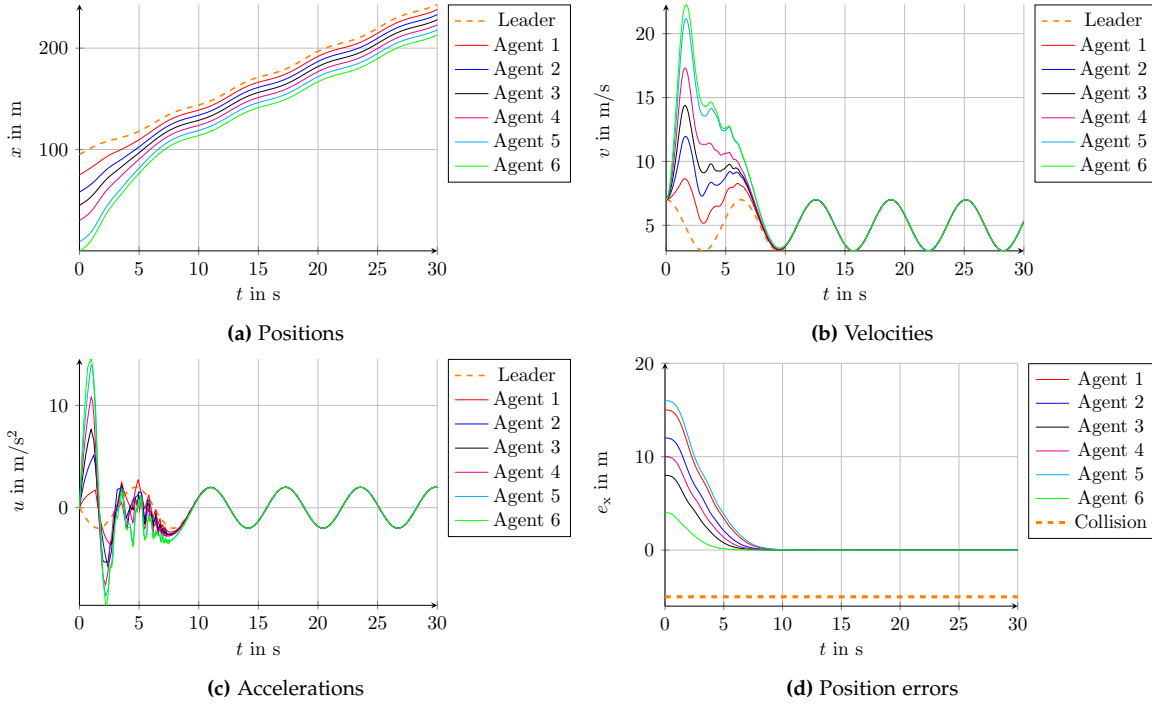 200
100
x in m
0
5
10
15
20
25
30
t in s
Leader
Agent 1
Agent 2
Agent 3
Agent 4
Agent 5
Agent 6
(a) Positions
20
15
10
5
v in m/s
0
5
10
15
20
25
30
t in s
Leader
Agent 1
Agent 2
Agent 3
Agent 4
Agent 5
Agent 6
(b) Velocities
10
0
u in m/s²
0
5
10
15
20
25
30
t in s
Leader
Agent 1
Agent 2
Agent 3
Agent 4
Agent 5
Agent 6
(c) Accelerations
20
10
0
eₓ in m
0
5
10
15
20
25
30
t in s
Agent 1
Agent 2
Agent 3
Agent 4
Agent 5
Agent 6
Collision
(d) Position errors